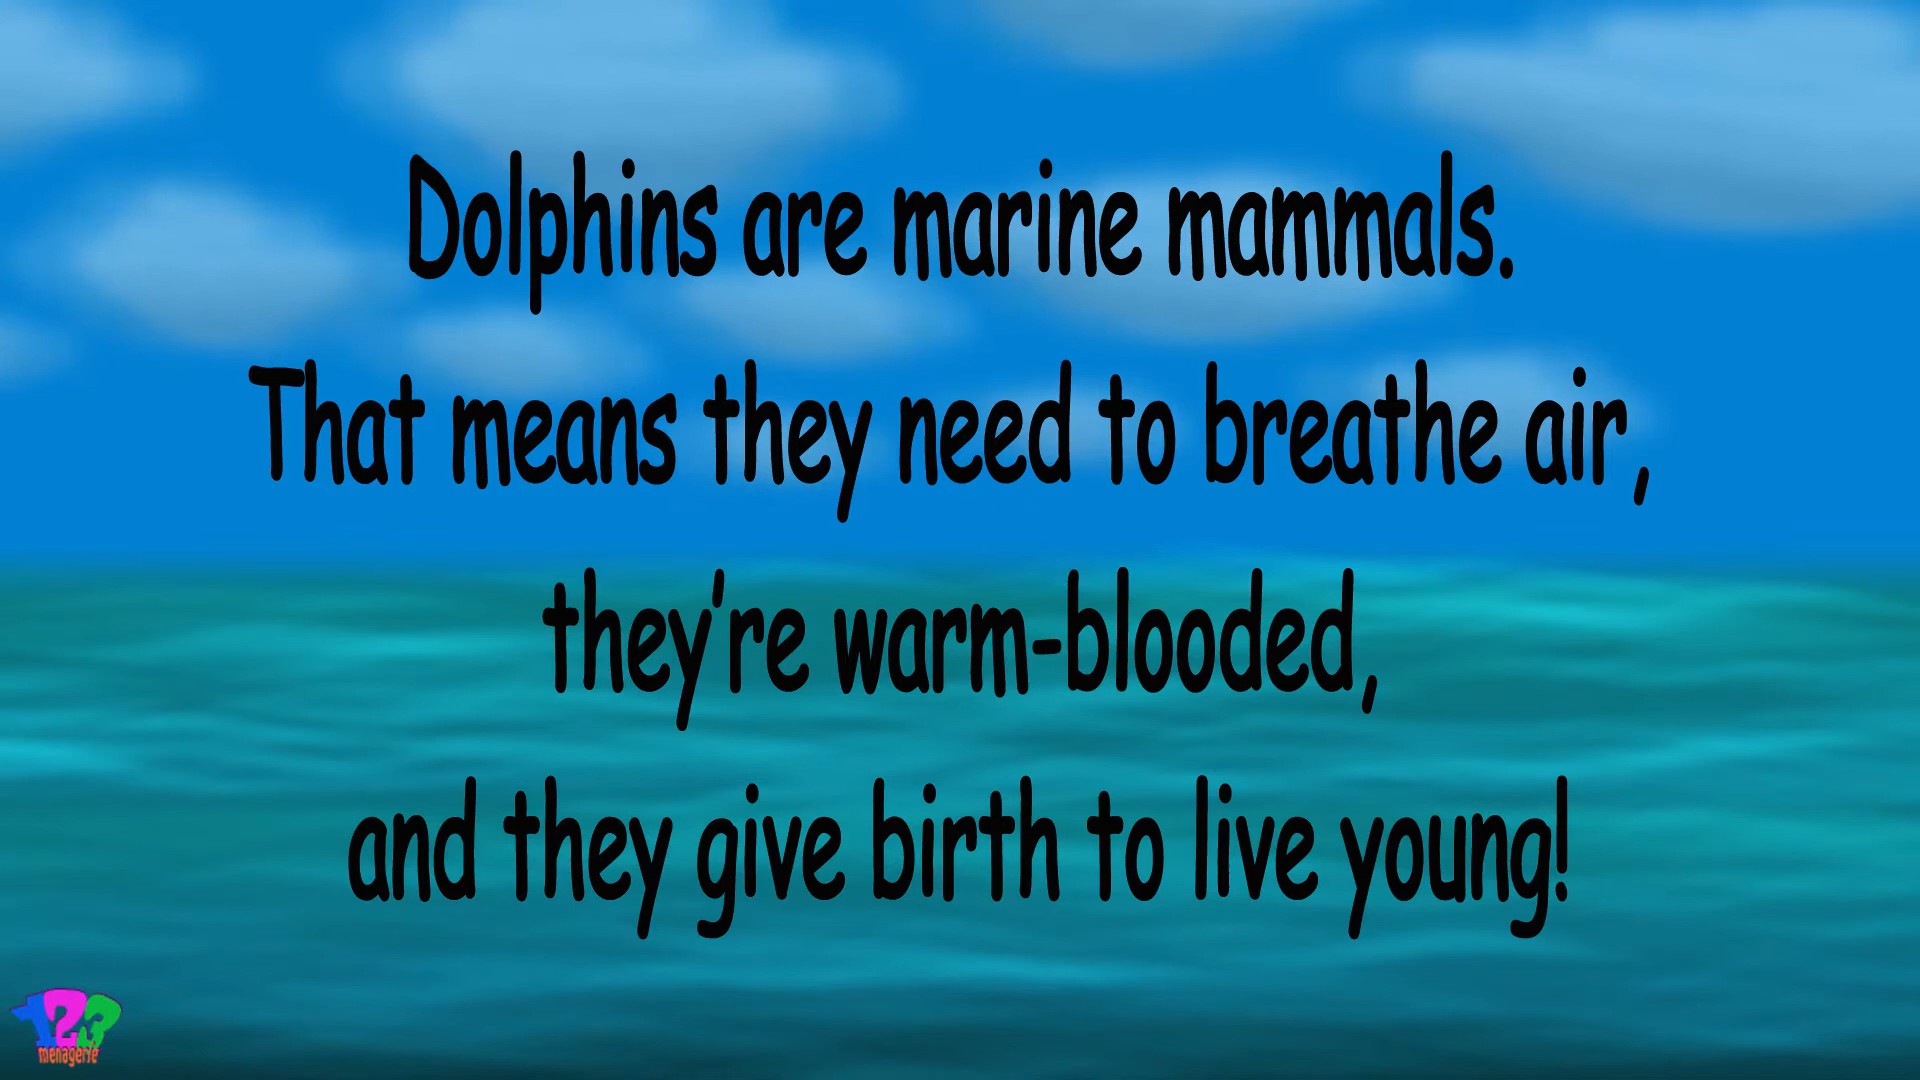 Dolphins are marine mammals.
That means they need to breathe air,
they're warm-blooded,
and they give birth to live young!
123
menagerie